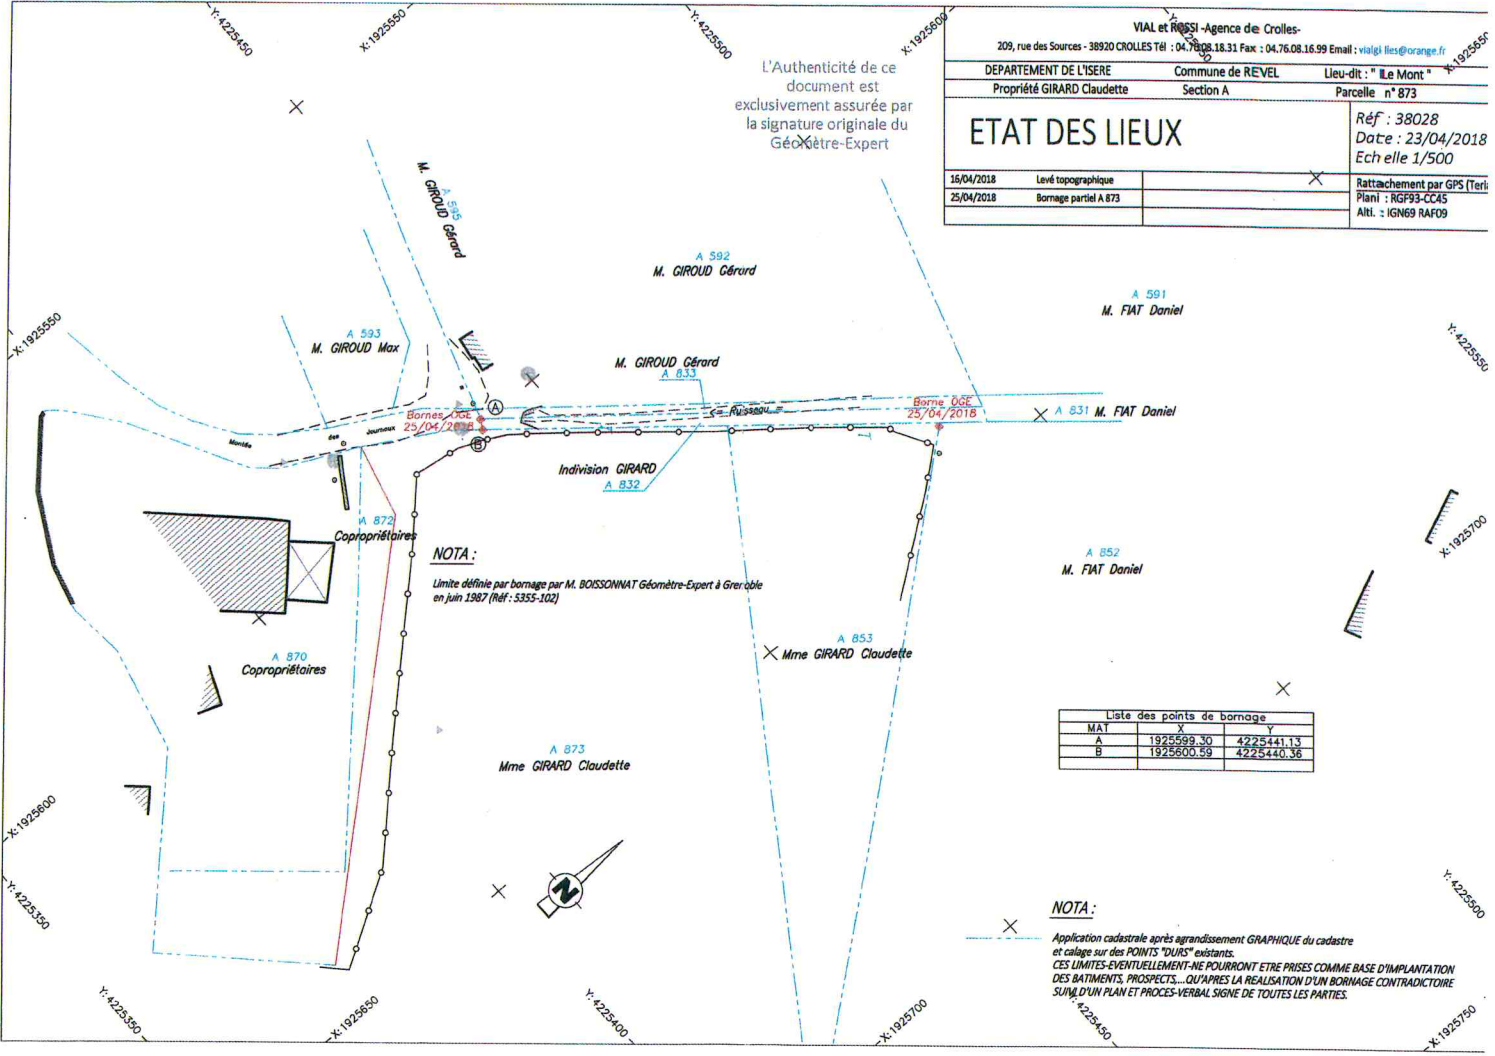 Y: 4225450
X: 1925550
Y: 4225500
X: 1925600
Y: 4225550
X: 1925650
VIAL et ROSSI -Agence de Crolles-
209, rue des Sources - 38920 CROLLES Tél : 04.76.08.18.31 Fax : 04.76.08.16.99 Email :
DEPARTEMENT DE L'ISERE Commune de REVEL Lieu-dit : " Le Mont "
Propriété GIRARD Claudette Section A Parcelle n° 873
ETAT DES LIEUX
Réf : 38028
Date : 23/04/2018
Echelle 1/500
16/04/2018 Levé topographique
25/04/2018 Bornage partiel A 873
Rattachement par GPS
Plani : RGF93-CC45
Alti. : IGN69 RAF09
L'Authenticité de ce
document est
exclusivement assurée par
la signature originale du
Géomètre-Expert
A 595
M. GIROUD Gérard
A 592
M. GIROUD Gérard
A 591
M. FIAT Daniel
X: 1925550
A 593
M. GIROUD Max
Y: 4225550
M. GIROUD Gérard
A 833
Bornes OGE
25/04/2018
A
B
<= Ruisseau =
Borne OGE
25/04/2018
A 831 M. FIAT Daniel
Montée des Journaux
Indivision GIRARD
A 832
A 872
Copropriétaires
NOTA :
Limite définie par bornage par M. BOISSONNAT Géomètre-Expert à Grenoble
en juin 1987 (Réf : 5355-102)
A 852
M. FIAT Daniel
X: 1925700
A 853
Mme GIRARD Claudette
A 870
Copropriétaires
A 873
Mme GIRARD Claudette
Liste des points de bornage
MAT X Y
A 1925599.30 4225441.13
B 1925600.59 4225440.36
X: 1925600
Y: 4225350
N
Y: 4225500
NOTA :
Application cadastrale après agrandissement GRAPHIQUE du cadastre
et calage sur des POINTS "DURS" existants.
CES LIMITES-EVENTUELLEMENT-NE POURRONT ETRE PRISES COMME BASE D'IMPLANTATION
DES BATIMENTS, PROSPECTS,...QU'APRES LA REALISATION D'UN BORNAGE CONTRADICTOIRE
SUIVI D'UN PLAN ET PROCES-VERBAL SIGNE DE TOUTES LES PARTIES.
Y: 4225350
X: 1925650
Y: 4225400
X: 1925700
Y: 4225450
X: 1925750